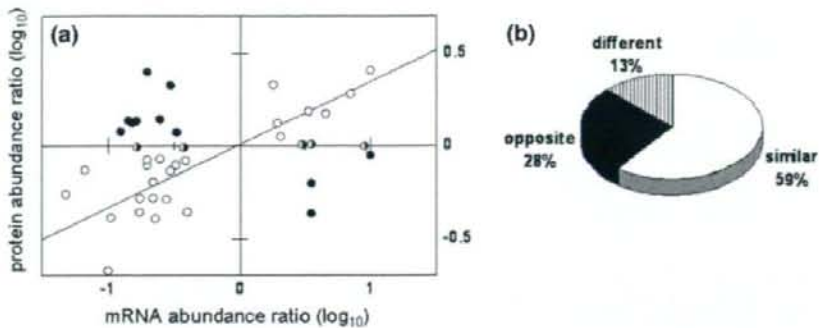 (a)
protein abundance ratio (log10)
0.5
0
-0.5
-1
0
1
mRNA abundance ratio (log10)
(b)
different
13%
opposite
28%
similar
59%